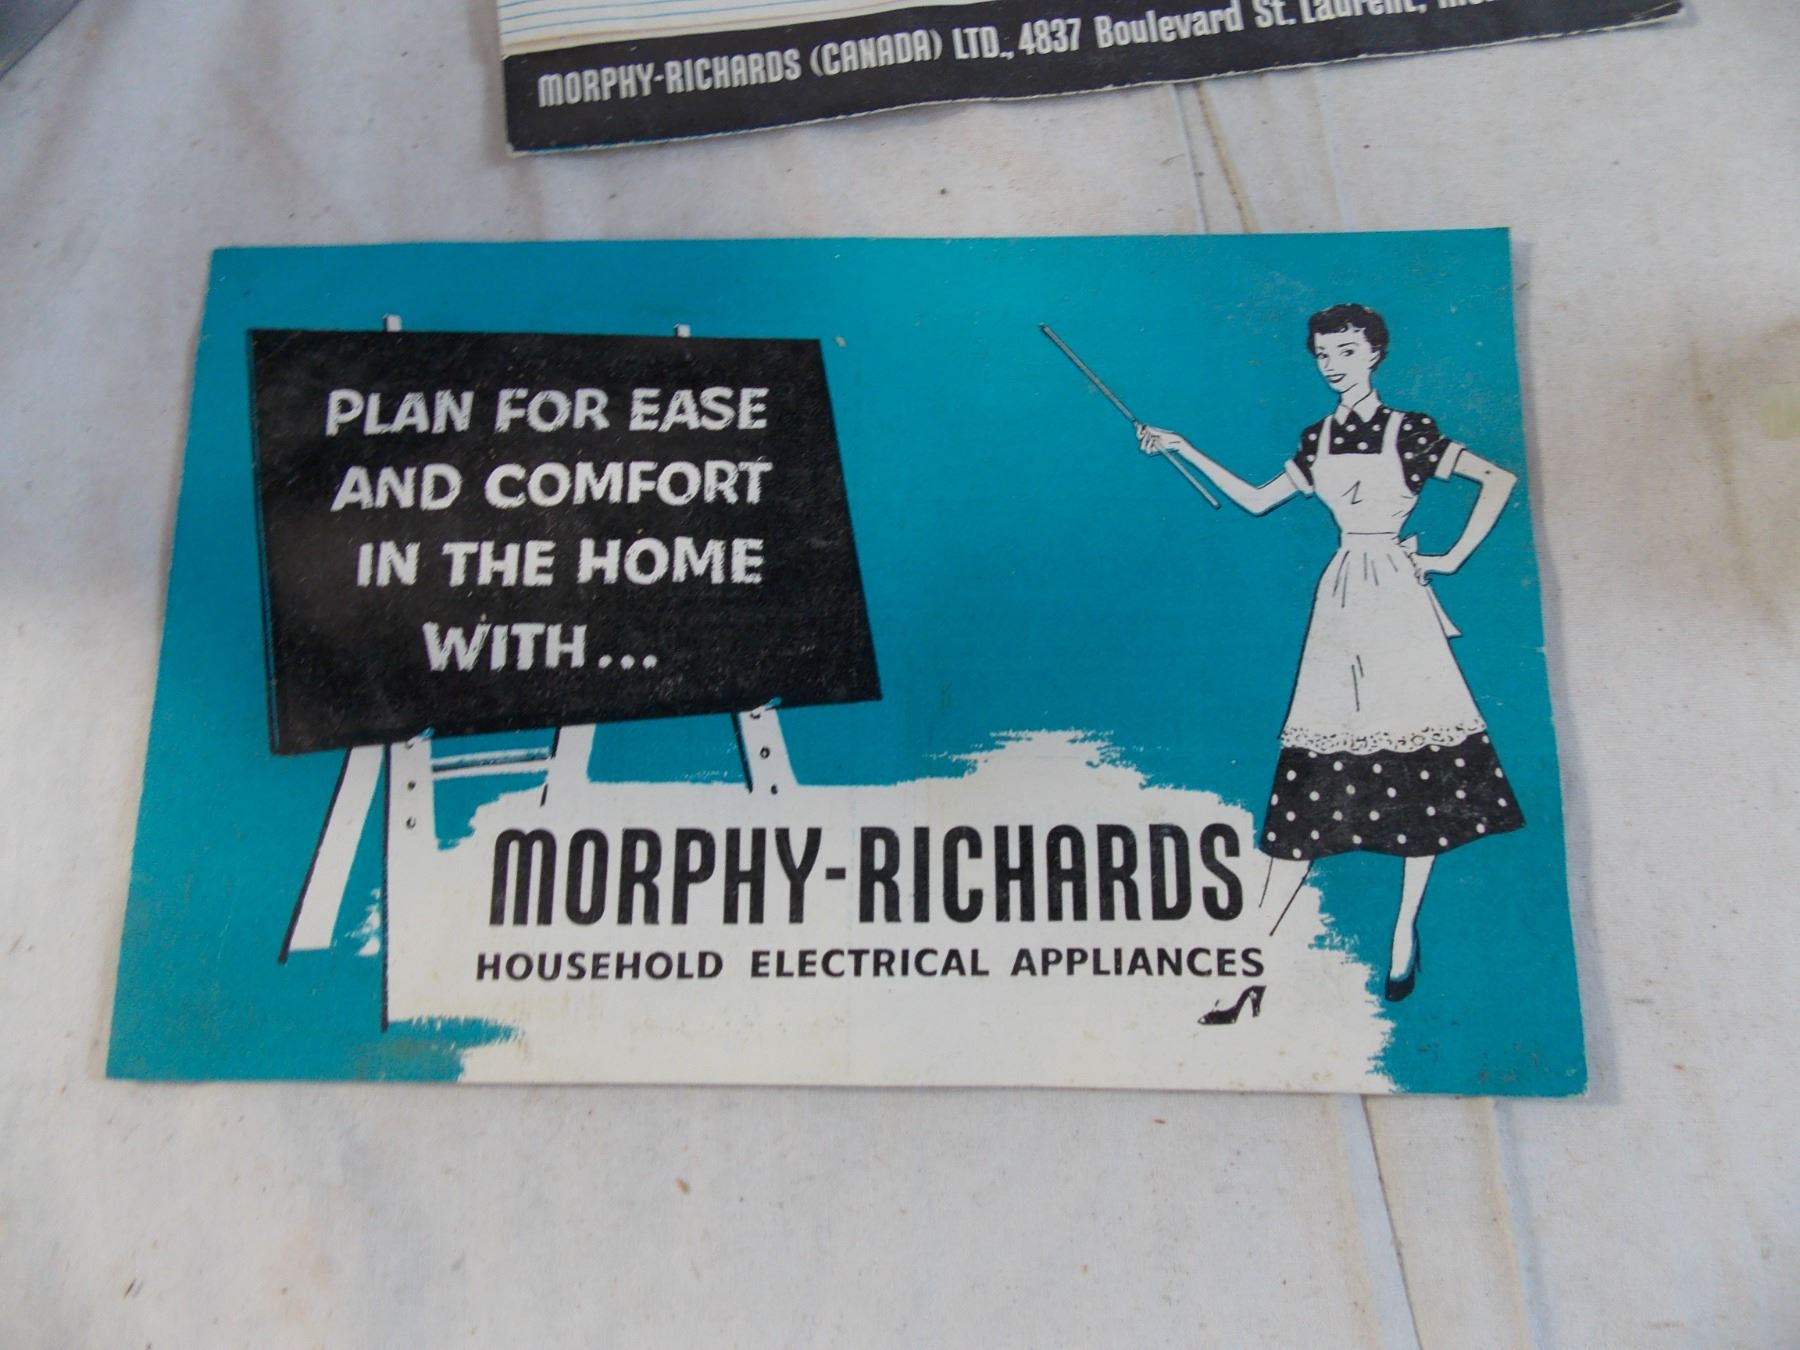 MORPHY-RICHARDS (CANADA) LTD., 4837 Boulevard St. Laurent,
PLAN FOR EASE
AND COMFORT
IN THE HOME
WITH...
MORPHY-RICHARDS
HOUSEHOLD ELECTRICAL APPLIANCES